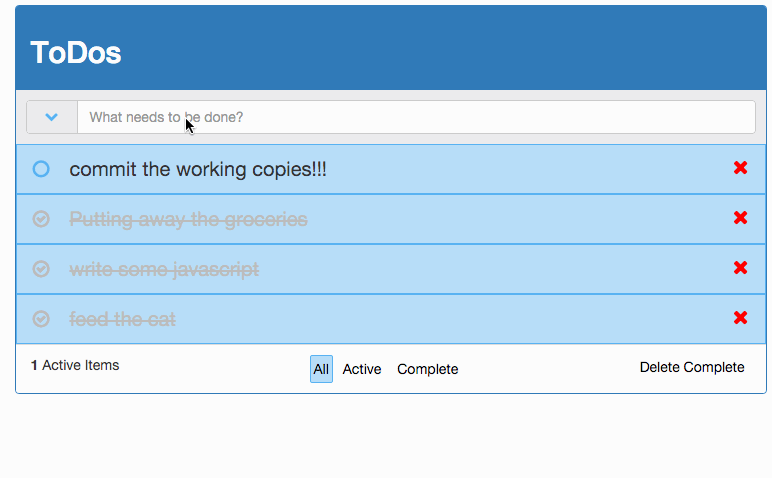 ToDos
What needs to be done?
commit the working copies!!!
Putting away the groceries
write some javascript
feed the cat
1 Active Items All Active Complete Delete Complete